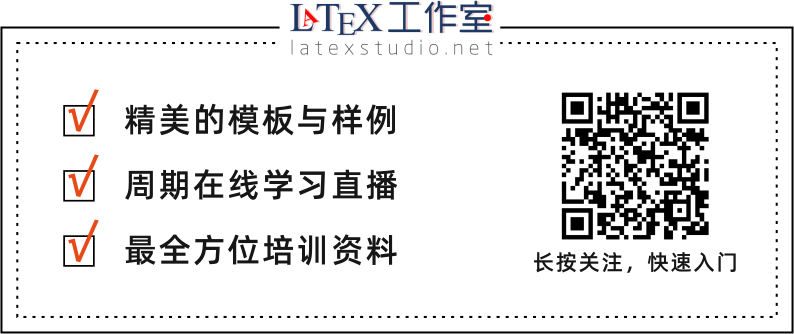 LATEX工作室
latexstudio.net
精美的模板与样例
周期在线学习直播
最全方位培训资料
长按关注，快速入门